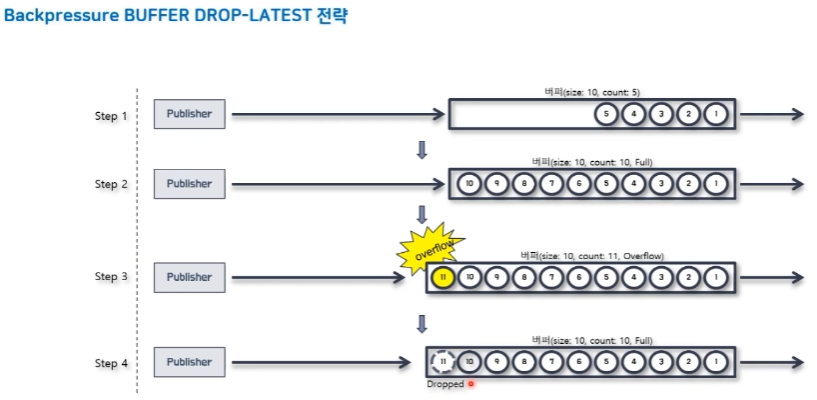 Backpressure BUFFER DROP-LATEST 전략
버퍼(size: 10, count: 5)
Step 1
Publisher
5 4 3 2 1
버퍼(size: 10, count: 10, Full)
Step 2
Publisher
10 9 8 7 6 5 4 3 2 1
overflow
버퍼(size: 10, count: 11, Overflow)
Step 3
Publisher
11 10 9 8 7 6 5 4 3 2 1
버퍼(size: 10, count: 10, Full)
Step 4
Publisher
11 10 9 8 7 6 5 4 3 2 1
Dropped